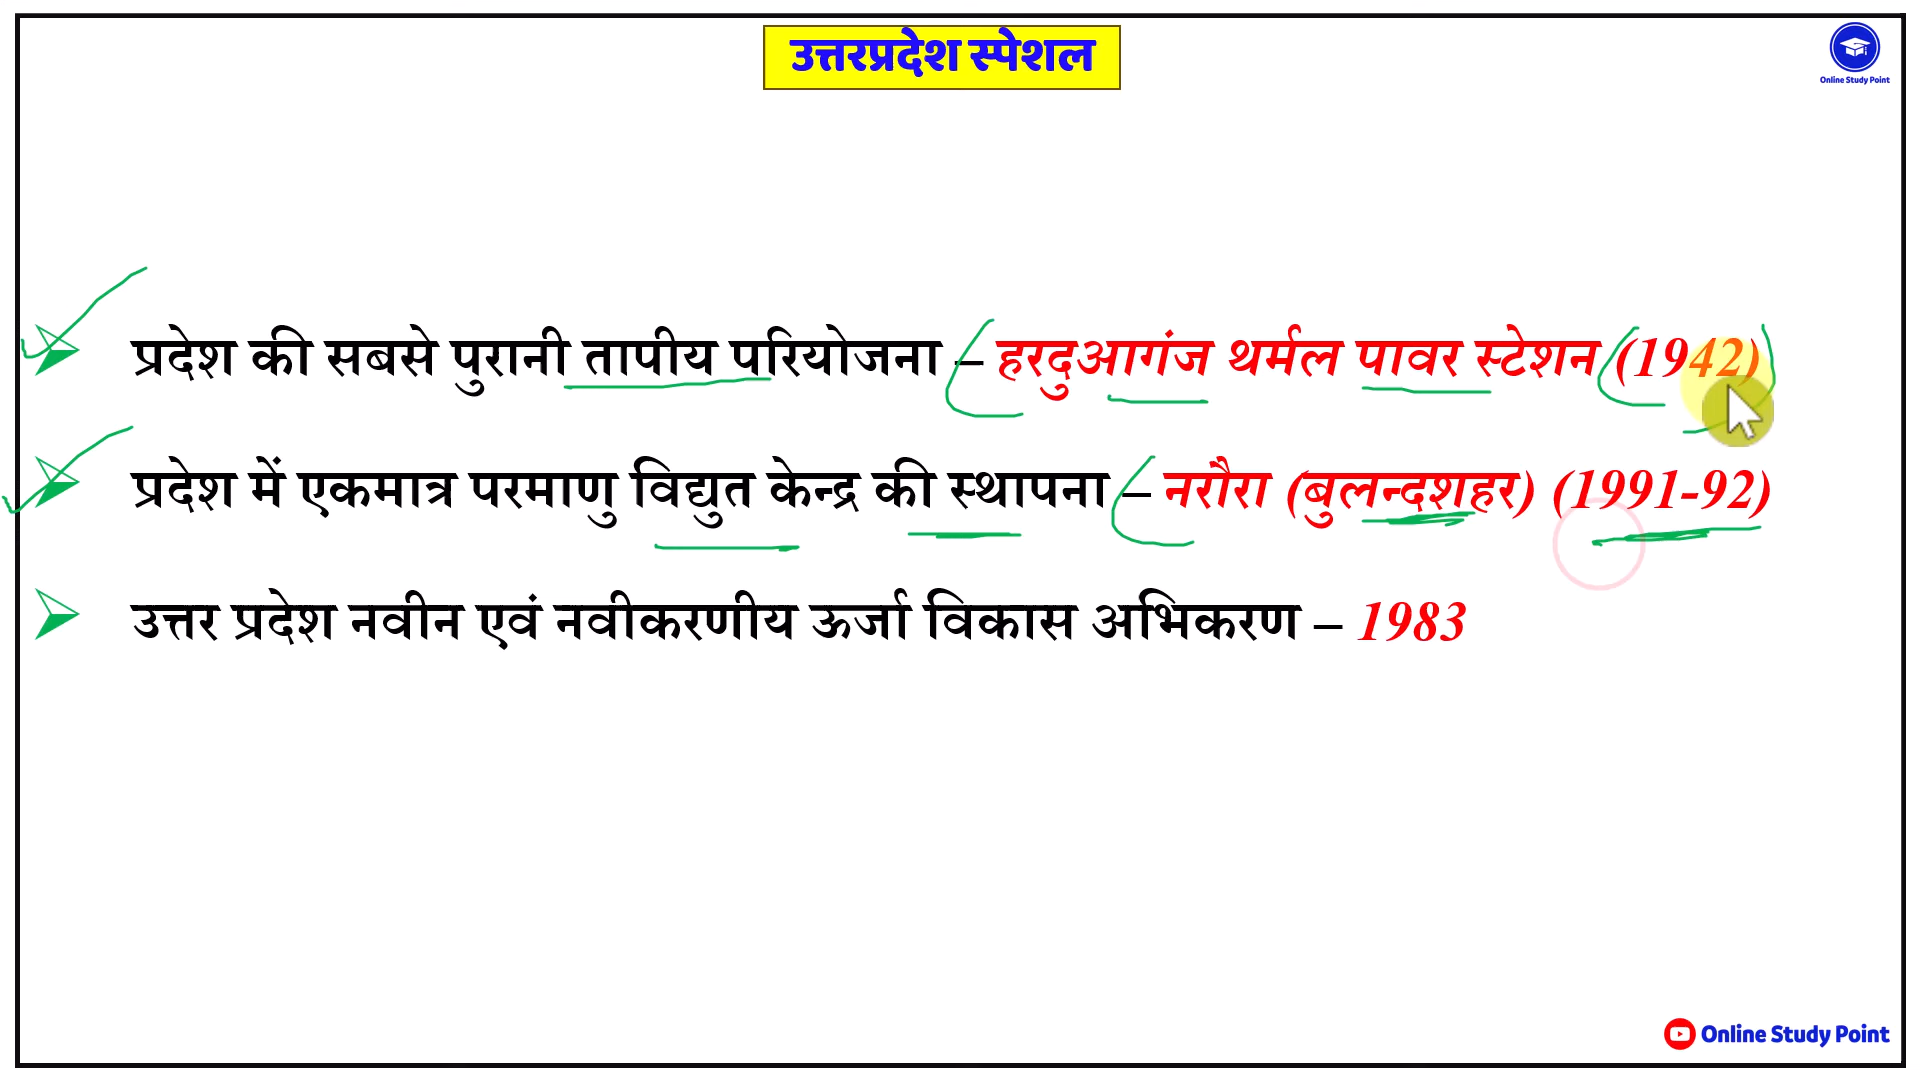 उत्तरप्रदेश स्पेशल
Online Study Point
प्रदेश की सबसे पुरानी तापीय परियोजना – हरदुआगंज थर्मल पावर स्टेशन (1942)
प्रदेश में एकमात्र परमाणु विद्युत केन्द्र की स्थापना – नरौरा (बुलन्दशहर) (1991-92)
उत्तर प्रदेश नवीन एवं नवीकरणीय ऊर्जा विकास अभिकरण – 1983
Online Study Point